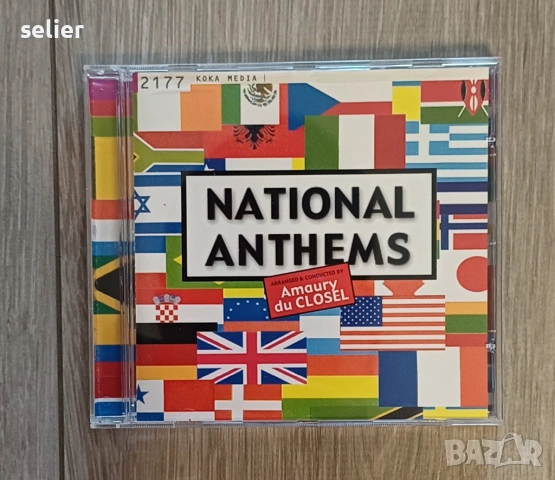 selier
2177 KOKA MEDIA |
NATIONAL
ANTHEMS
ARRANGED & CONDUCTED BY
Amaury
du CLOSEL
BAZAR